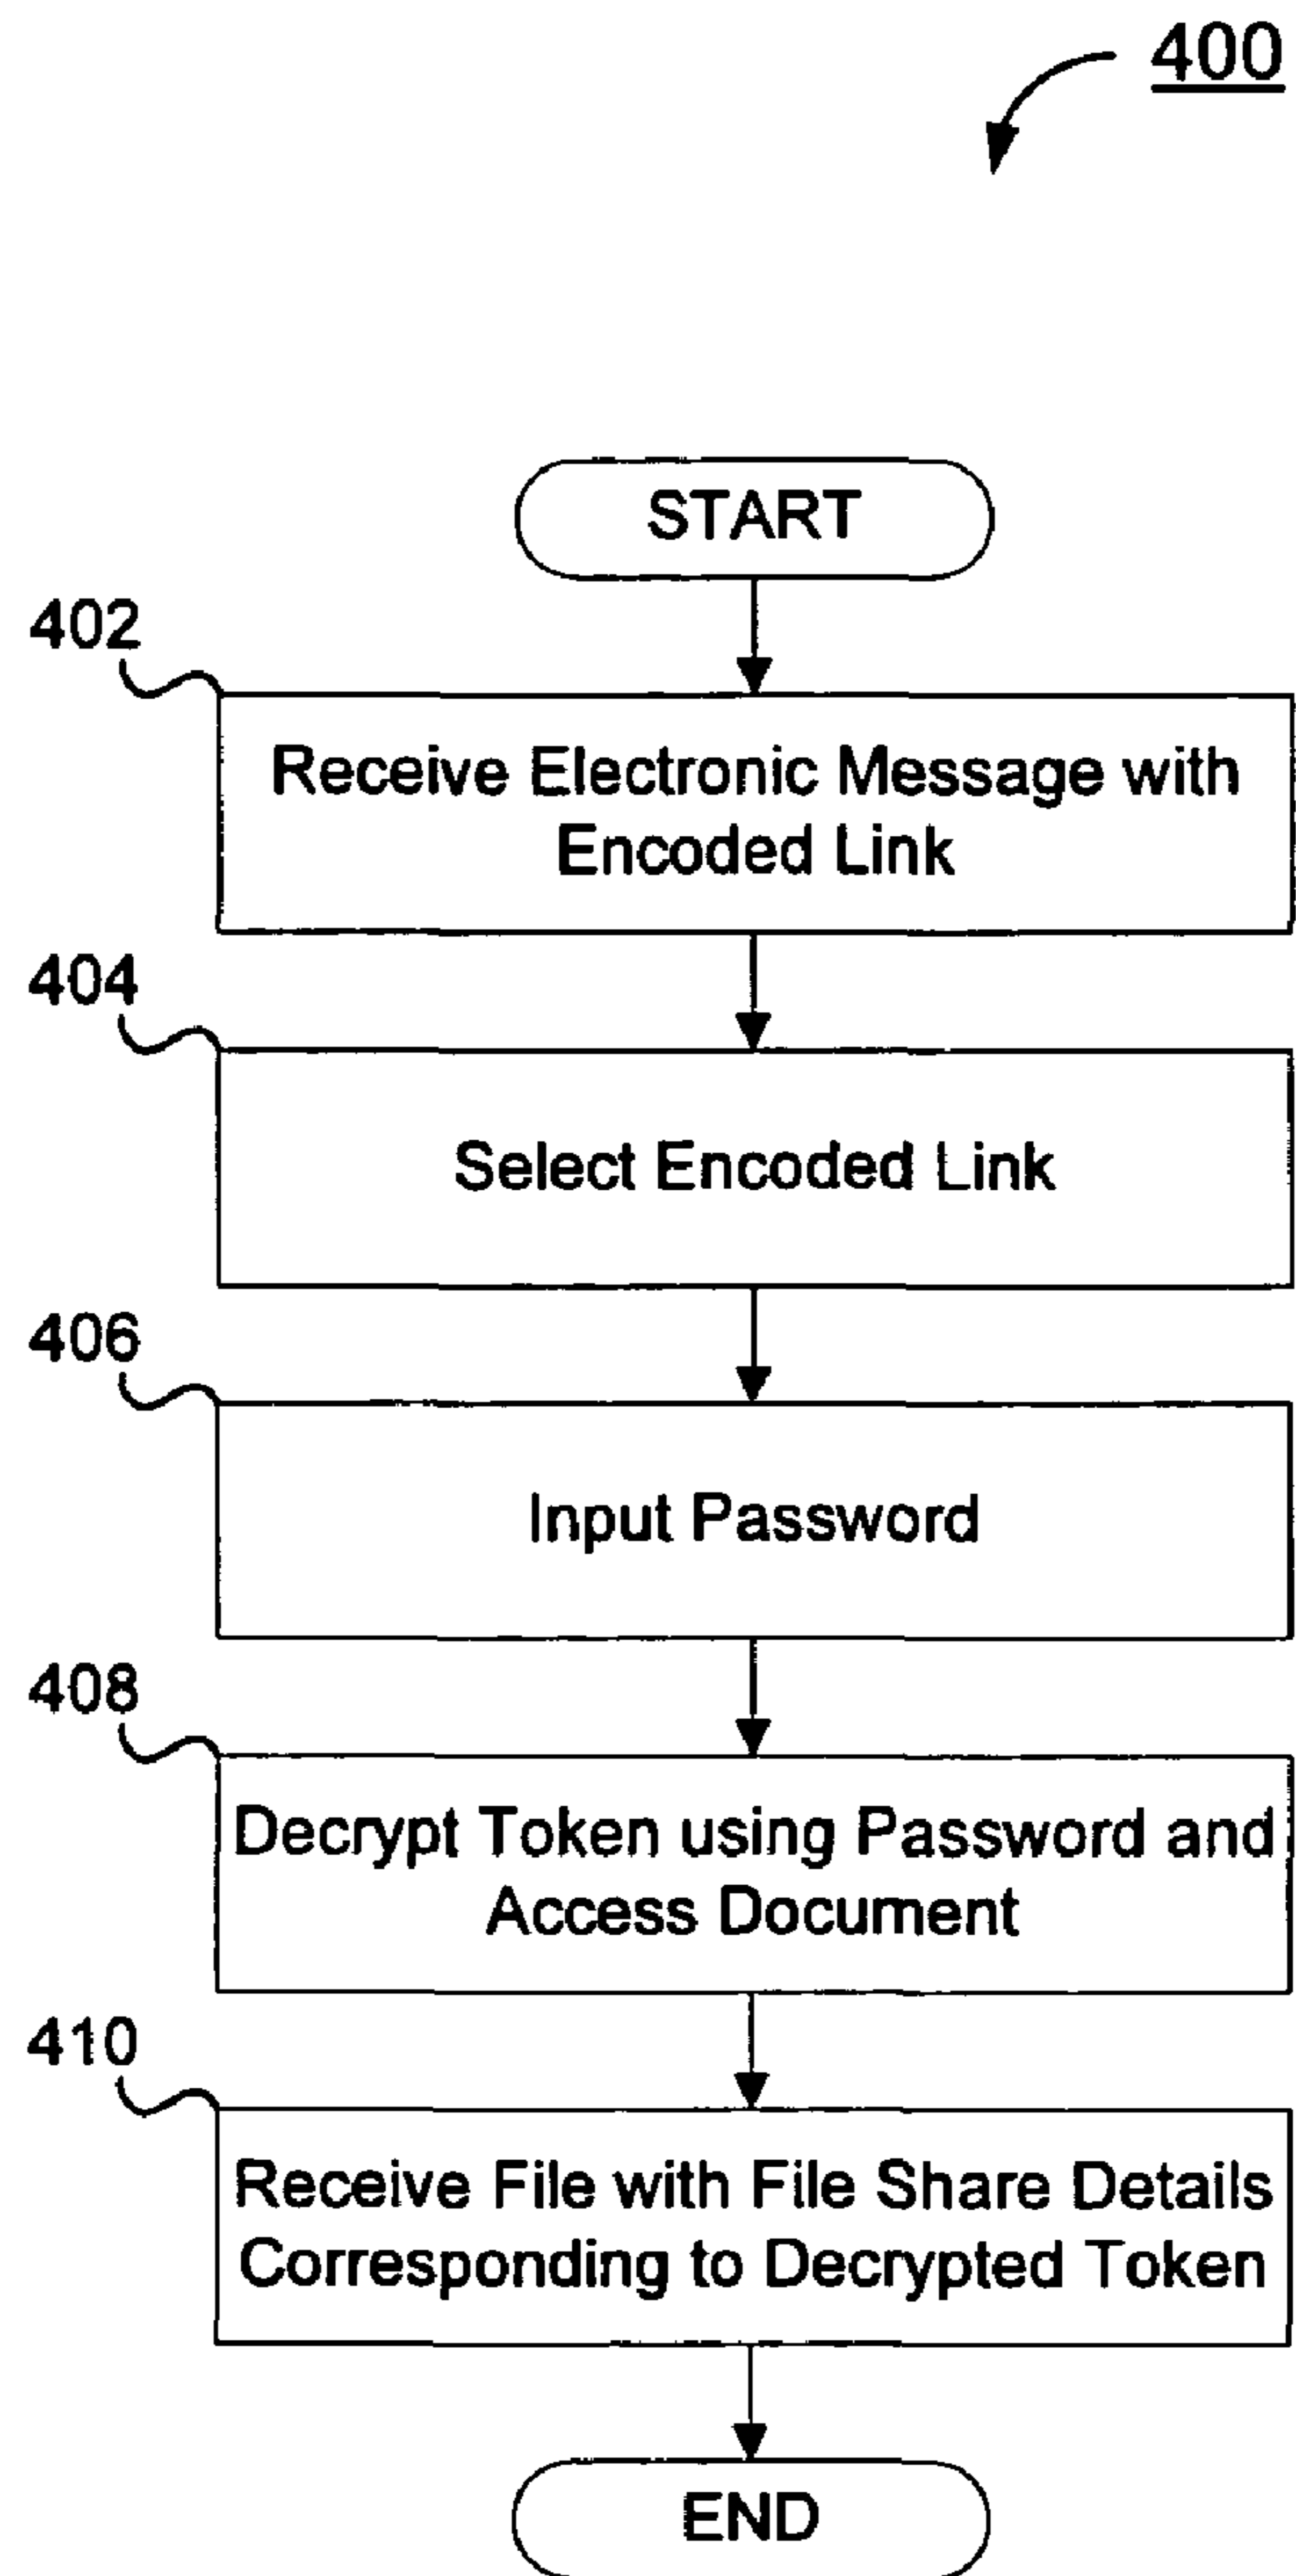 400
START
402
Receive Electronic Message with
Encoded Link
404
Select Encoded Link
406
Input Password
408
Decrypt Token using Password and
Access Document
410
Receive File with File Share Details
Corresponding to Decrypted Token
END